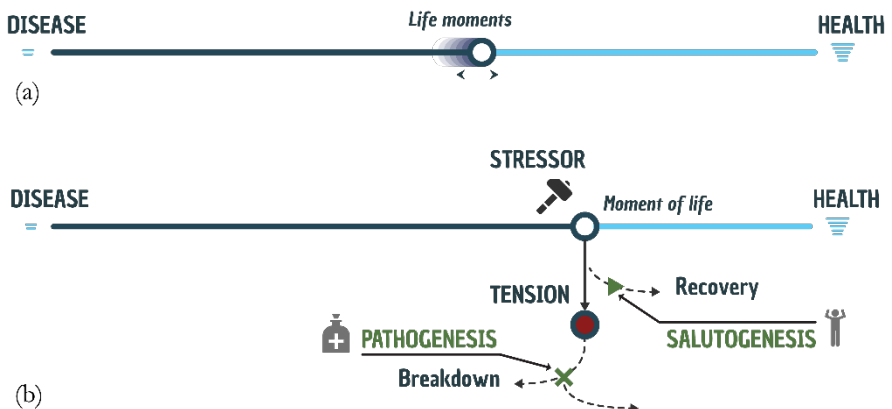 Life moments
DISEASE
HEALTH
(a)
STRESSOR
DISEASE
Moment of life
HEALTH
TENSION
Recovery
PATHOGENESIS
SALUTOGENESIS
Breakdown
(b)